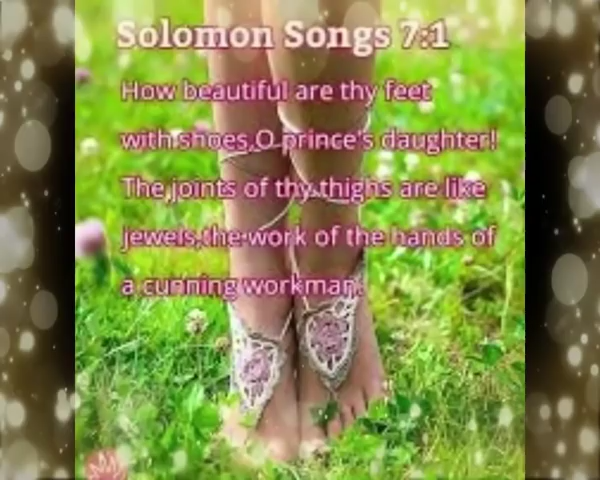 Solomon Songs 7:1
How beautiful are thy feet
with shoes,O prince's daughter!
The joints of thy thighs are like
jewels,the work of the hands of
a cunning workman.